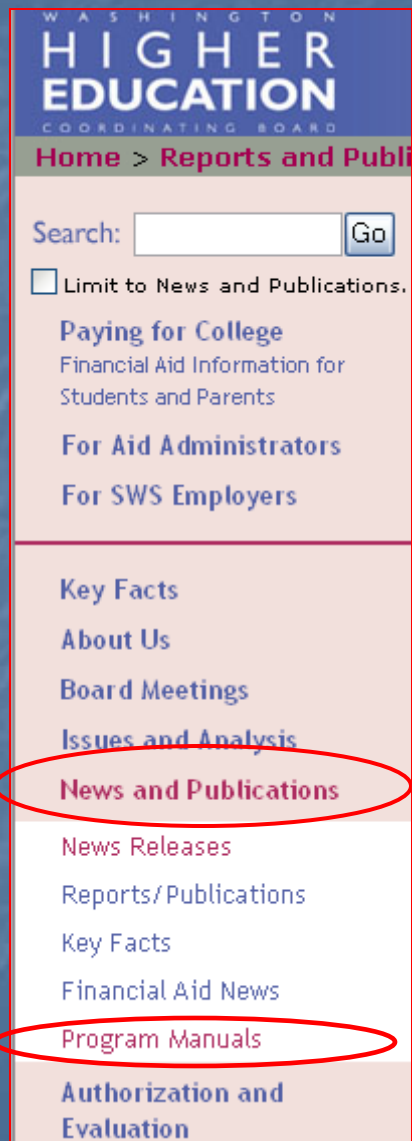 WASHINGTON
HIGHER
EDUCATION
COORDINATING BOARD
Home > Reports and Publi
Search: Go
Limit to News and Publications.
Paying for College
Financial Aid Information for
Students and Parents
For Aid Administrators
For SWS Employers
Key Facts
About Us
Board Meetings
Issues and Analysis
News and Publications
News Releases
Reports/Publications
Key Facts
Financial Aid News
Program Manuals
Authorization and
Evaluation